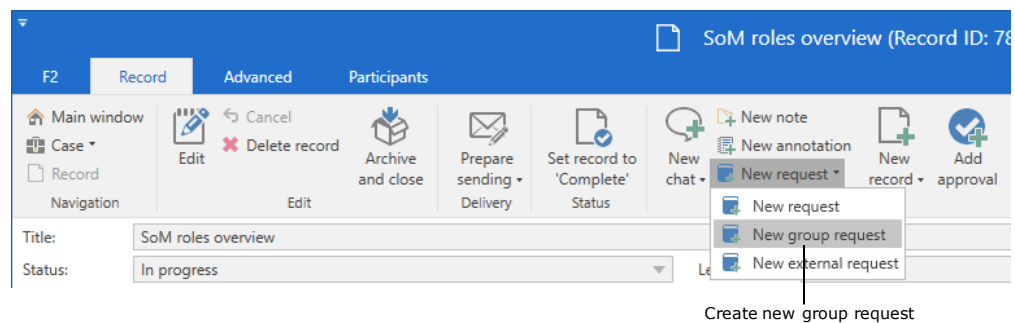 SoM roles overview (Record ID: 78
F2 Record Advanced Participants
Main window
Case
Record
Navigation
Edit
Cancel
Delete record
Edit
Archive
and close
Prepare
sending
Delivery
Set record to
'Complete'
Status
New
chat
New note
New annotation
New request
New
record
Add
approval
New request
New group request
New external request
Title: SoM roles overview
Status: In progress
Le
Create new group request